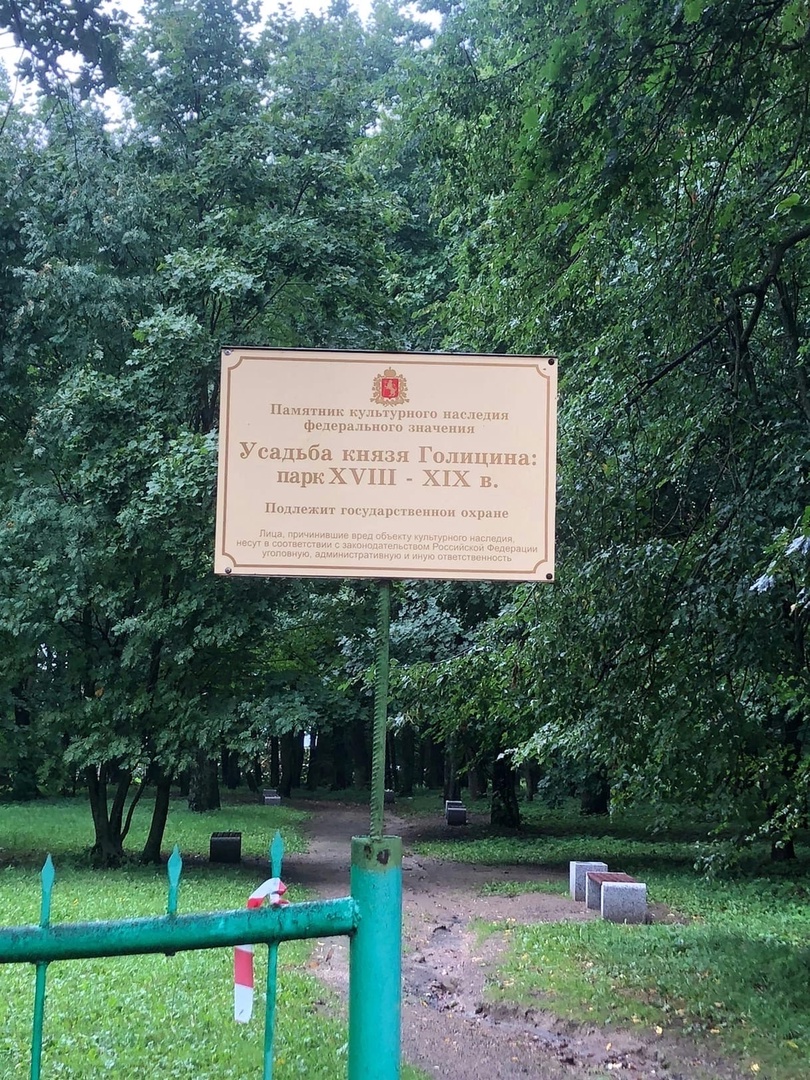 Памятник культурного наследия
федерального значения
Усадьба князя Голицина:
парк XVIII - XIX в.
Подлежит государственной охране
Лица, причинившие вред объекту культурного наследия,
несут в соответствии с законодательством Российской Федерации
уголовную, административную и иную ответственность